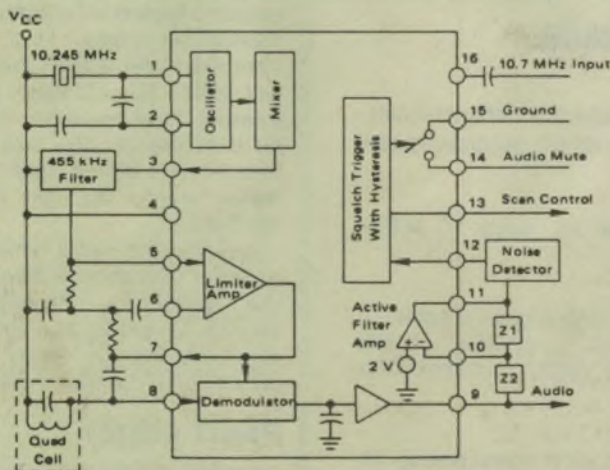 VCC
10.245 MHz
1
2
Oscillator
Mixer
455 kHz
Filter
3
4
5
6
Limiter
Amp
7
8
Demodulator
Quad
Coil
16
10.7 MHz Input
15
Ground
14
Audio Mute
13
Scan Control
Squelch Trigger
With Hysteresis
12
Noise
Detector
11
Active
Filter
Amp
+ -
Z1
2 V
10
Z2
9
Audio